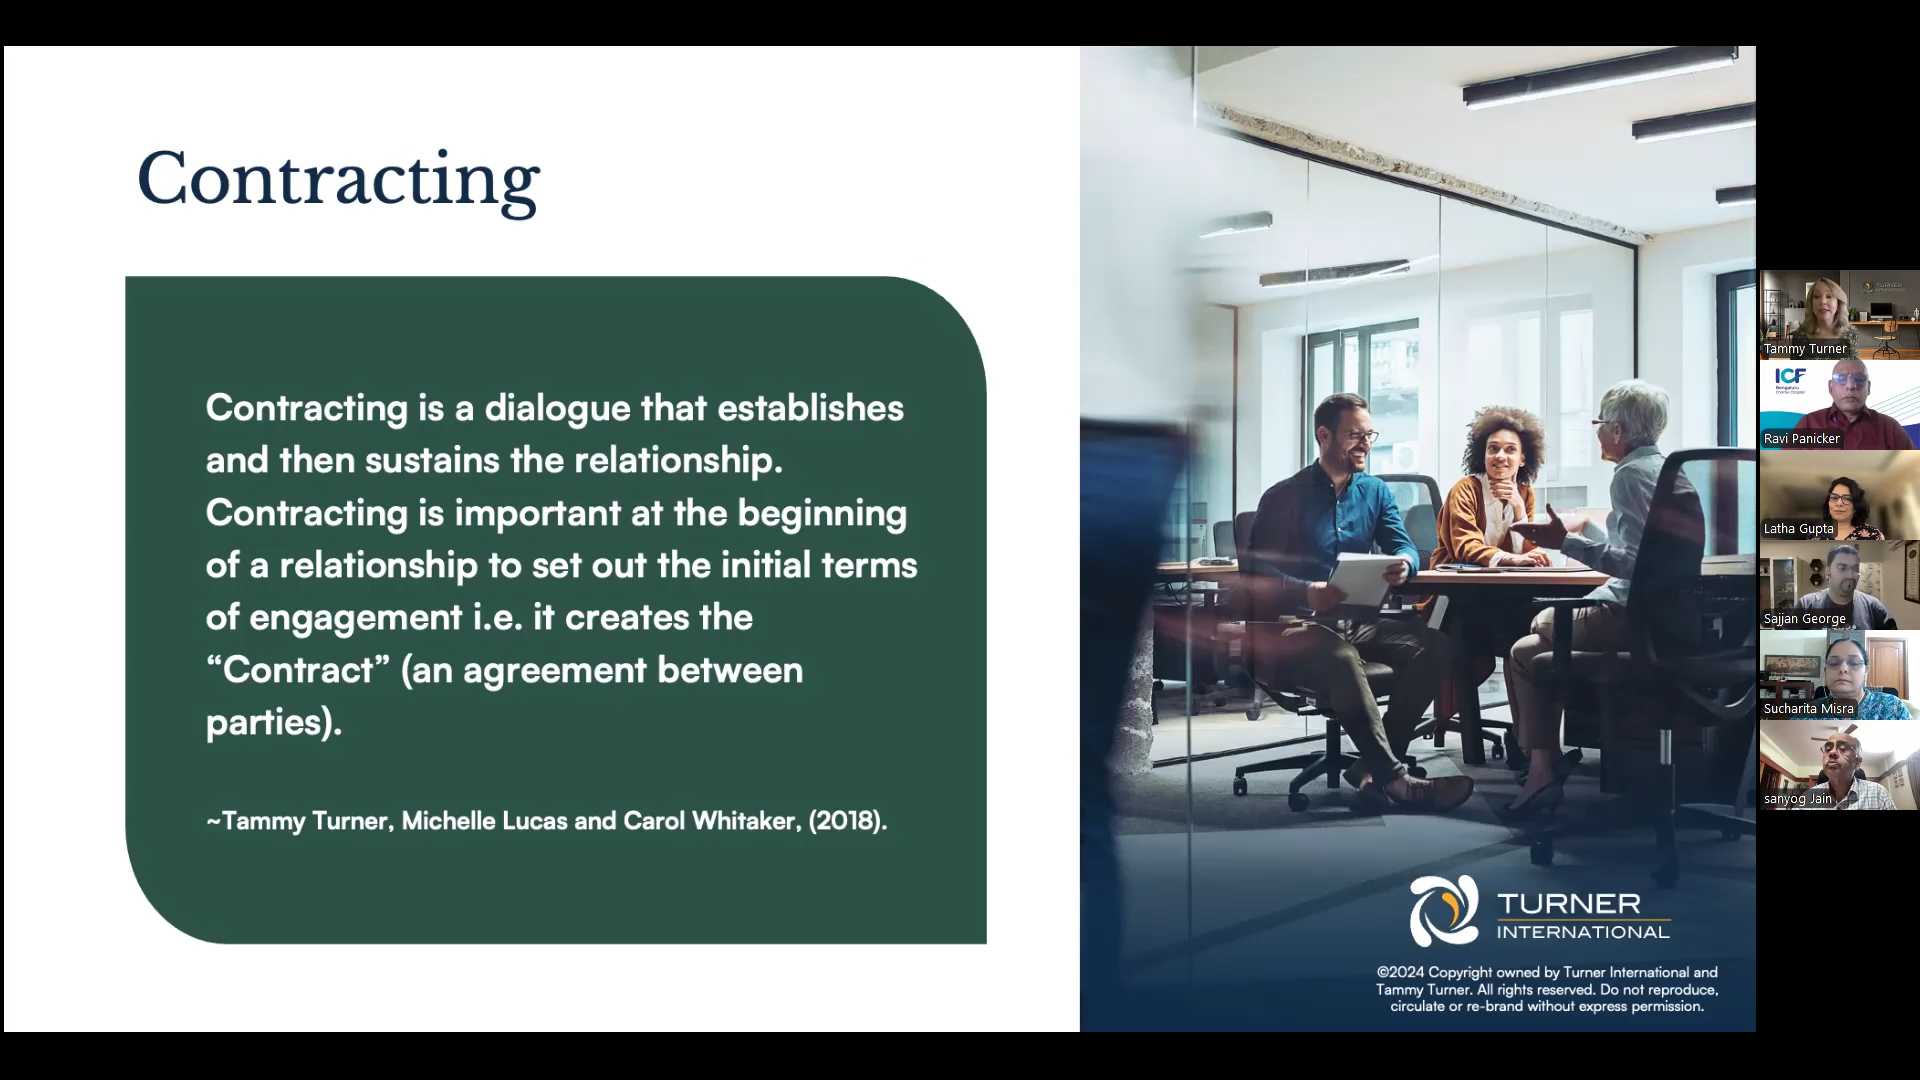 Contracting
Contracting is a dialogue that establishes
and then sustains the relationship.
Contracting is important at the beginning
of a relationship to set out the initial terms
of engagement i.e. it creates the
“Contract” (an agreement between
parties).
~Tammy Turner, Michelle Lucas and Carol Whitaker, (2018).
TURNER
INTERNATIONAL
©2024 Copyright owned by Turner International and
Tammy Turner. All rights reserved. Do not reproduce,
circulate or re-brand without express permission.
TURNER
Tammy Turner
ICF
Bengaluru
Charter Chapter
Ravi Panicker
Latha Gupta
Sajjan George
Sucharita Misra
sanyog Jain